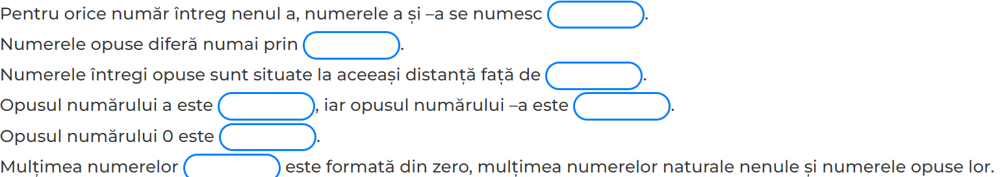 Pentru orice număr întreg nenul a, numerele a și –a se numesc .
Numerele opuse diferă numai prin .
Numerele întregi opuse sunt situate la aceeași distanță față de .
Opusul numărului a este , iar opusul numărului –a este .
Opusul numărului 0 este .
Mulțimea numerelor este formată din zero, mulțimea numerelor naturale nenule și numerele opuse lor.